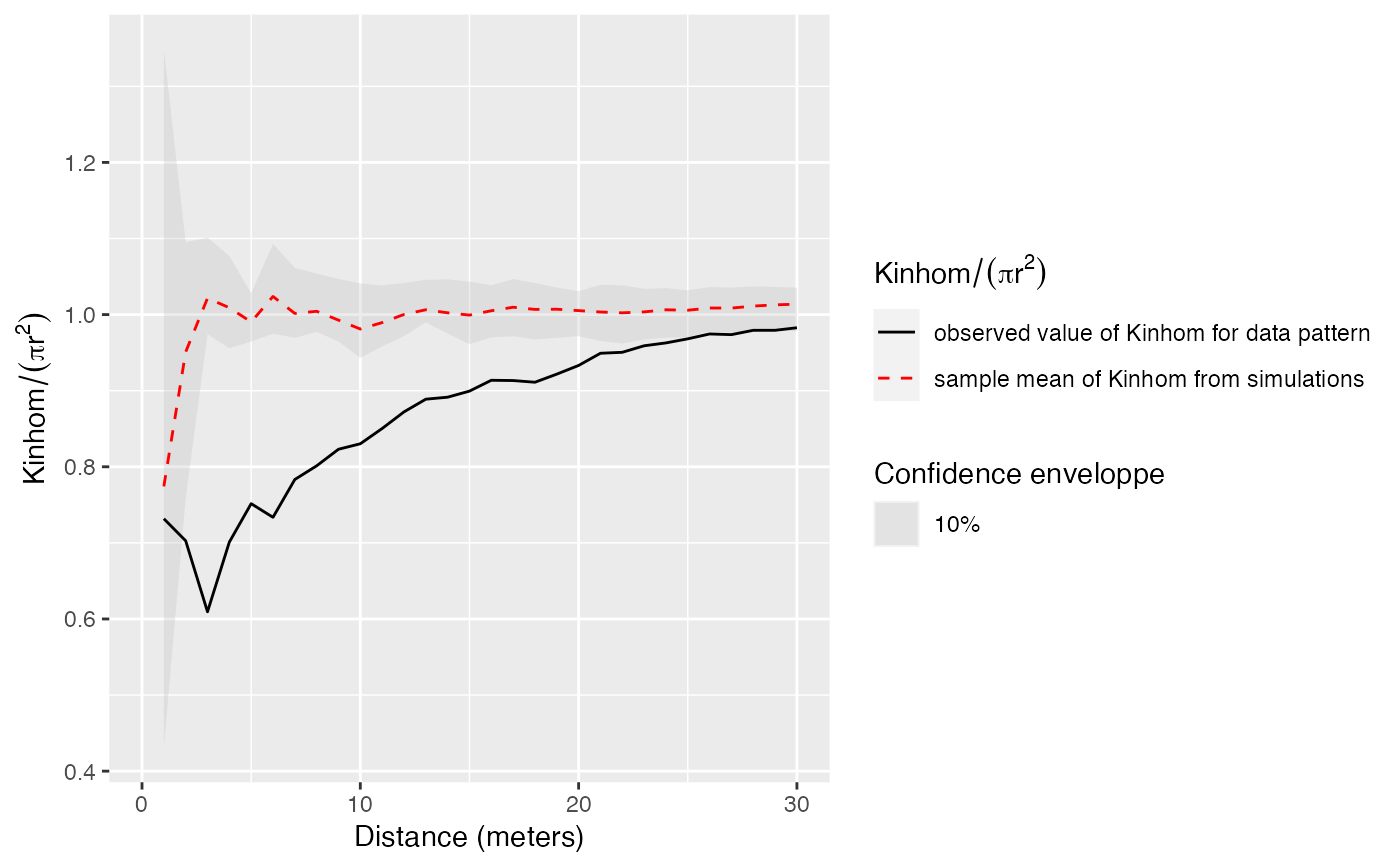 Kinhom/(πr²)
1.2
1.0
0.8
0.6
0.4
0
10
20
30
Distance (meters)
Kinhom/(πr²)
observed value of Kinhom for data pattern
sample mean of Kinhom from simulations
Confidence enveloppe
10%